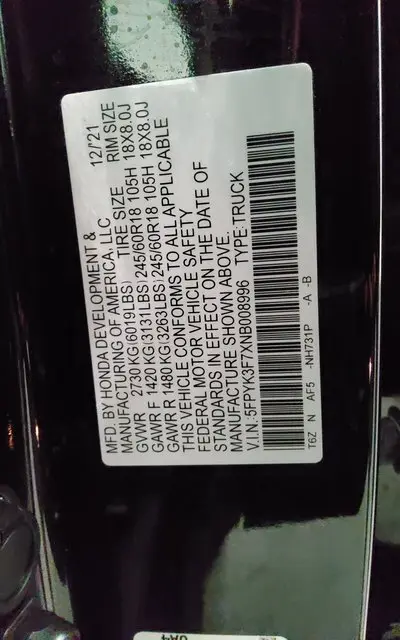 MFD. BY HONDA DEVELOPMENT & 12/21
MANUFACTURING OF AMERICA, LLC TIRE SIZE RIM SIZE
GVWR 2730 KG(6019LBS)
GAWR F 1420 KG(3131LBS) 245/60R18 105H 18X8.0J
GAWR R 1480 KG(3263LBS) 245/60R18 105H 18X8.0J
THIS VEHICLE CONFORMS TO ALL APPLICABLE
FEDERAL MOTOR VEHICLE SAFETY
STANDARDS IN EFFECT ON THE DATE OF
MANUFACTURE SHOWN ABOVE.
V.I.N.:5FPYK3F7XNB008996 TYPE:TRUCK
T6Z N AF5 -NH731P -A -B